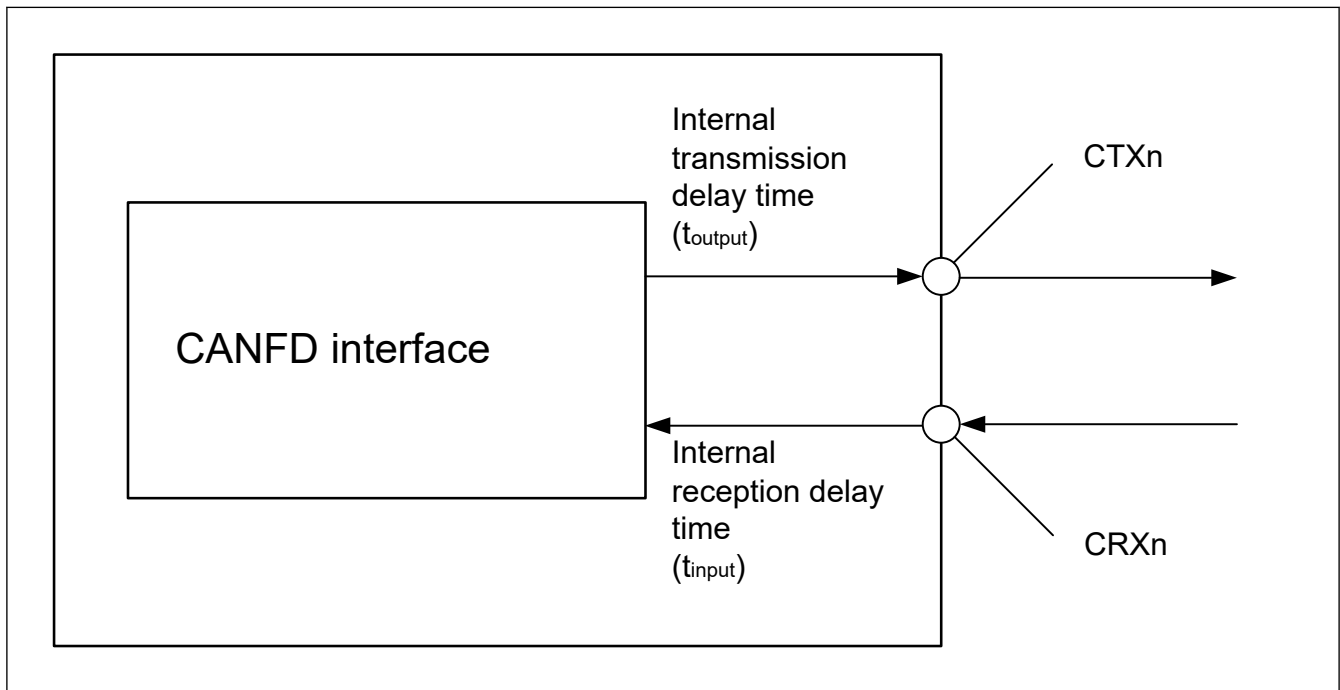 Internal
transmission
delay time
(toutput)
CTXn
CANFD interface
Internal
reception delay
time
(tinput)
CRXn